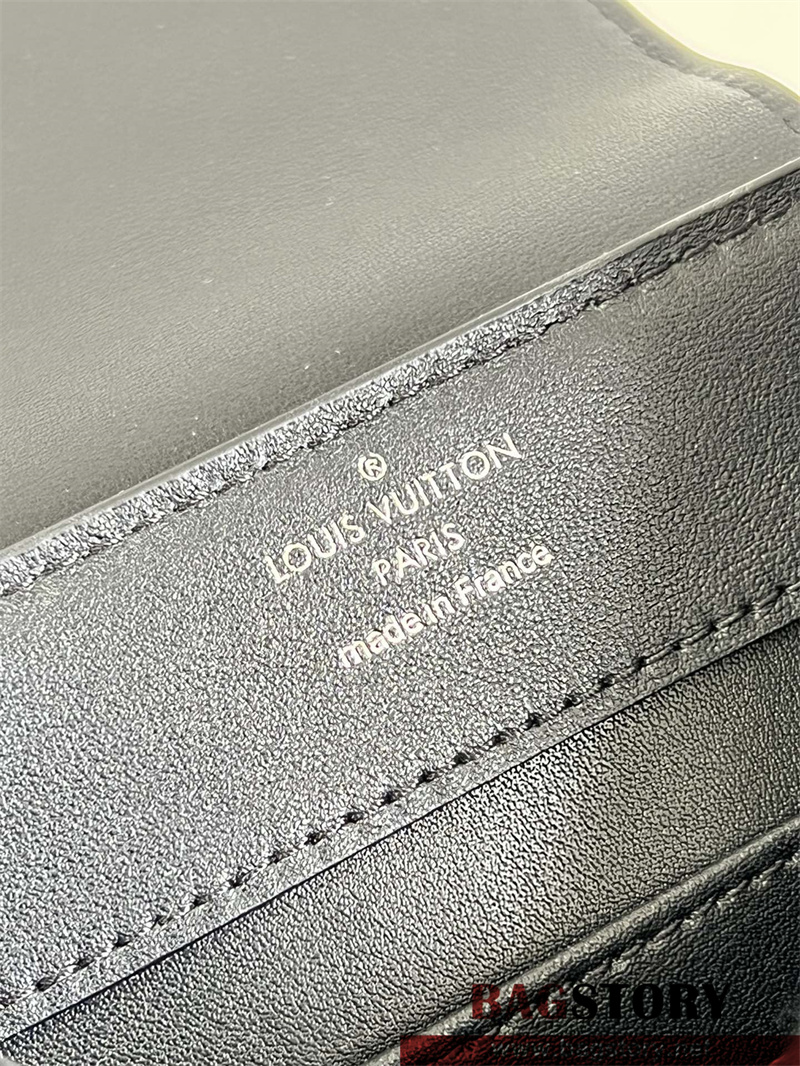 ®
LOUIS VUITTON
PARIS
made in France
BAGSTORY